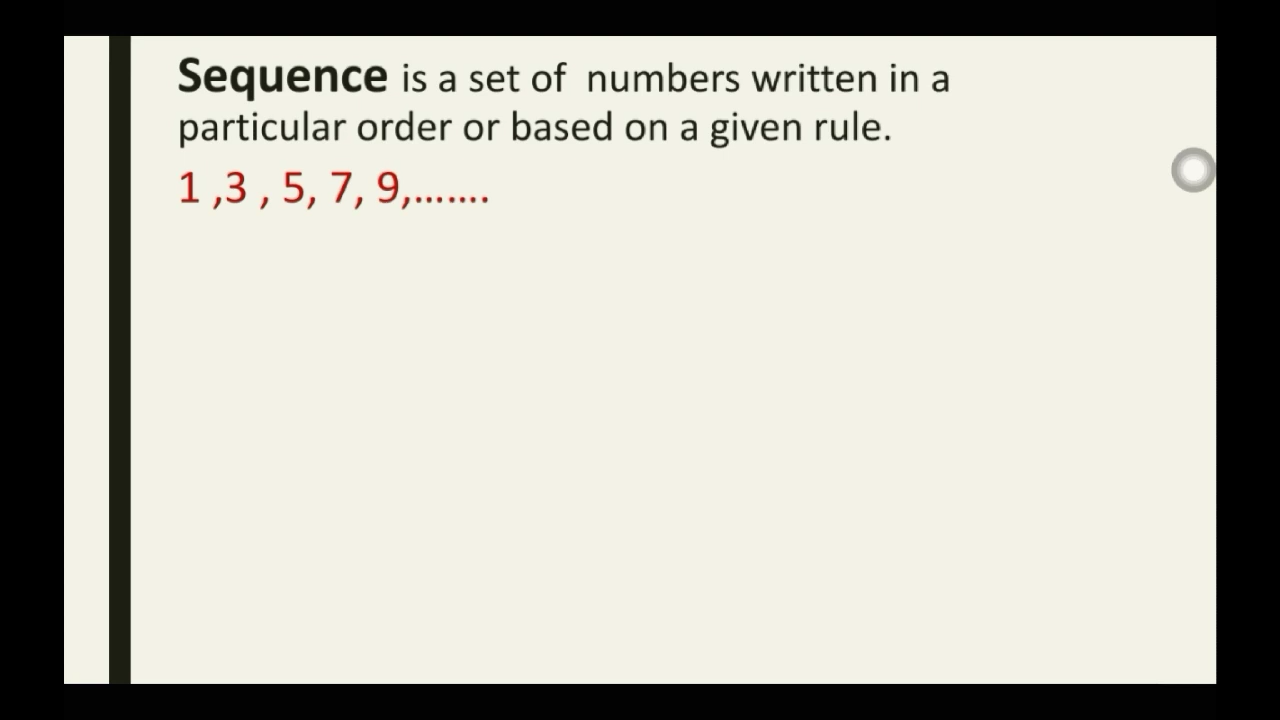 Sequence is a set of  numbers written in a
particular order or based on a given rule.
1 ,3 , 5, 7, 9,…….